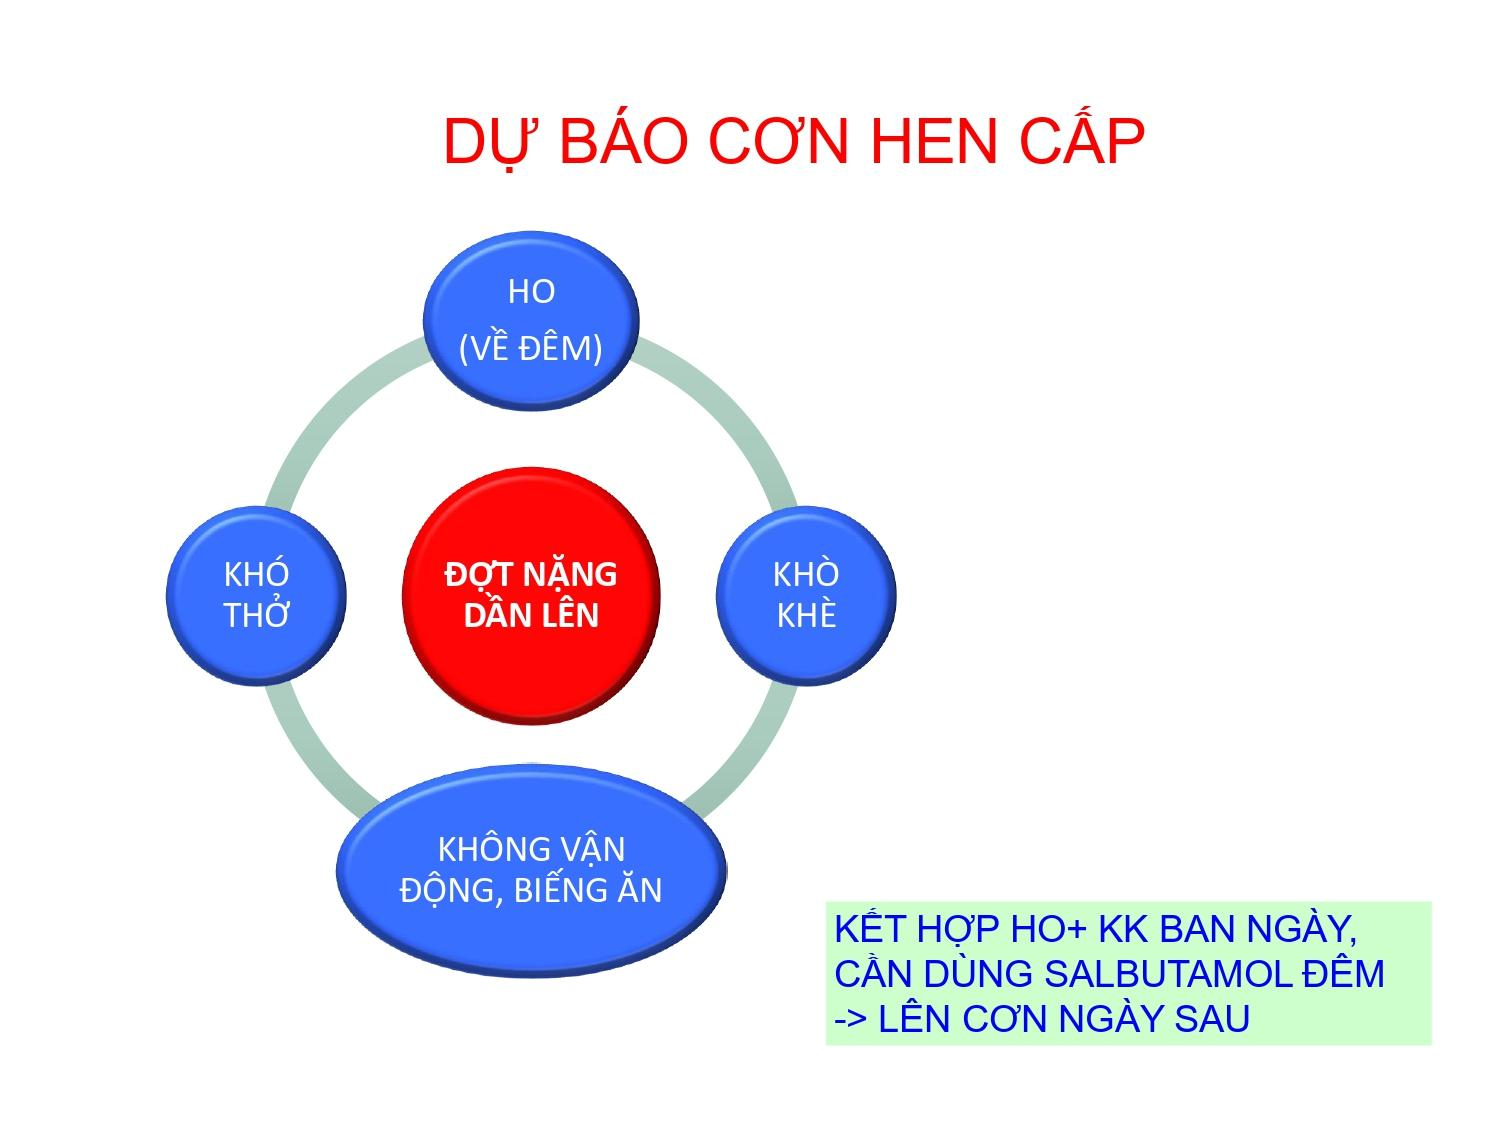 DỰ BÁO CƠN HEN CẤP
HO
(VỀ ĐÊM)
KHÓ
THỞ
ĐỢT NẶNG
DẦN LÊN
KHÒ
KHÈ
KHÔNG VẬN
ĐỘNG, BIẾNG ĂN
KẾT HỢP HO+ KK BAN NGÀY,
CẦN DÙNG SALBUTAMOL ĐÊM
-> LÊN CƠN NGÀY SAU